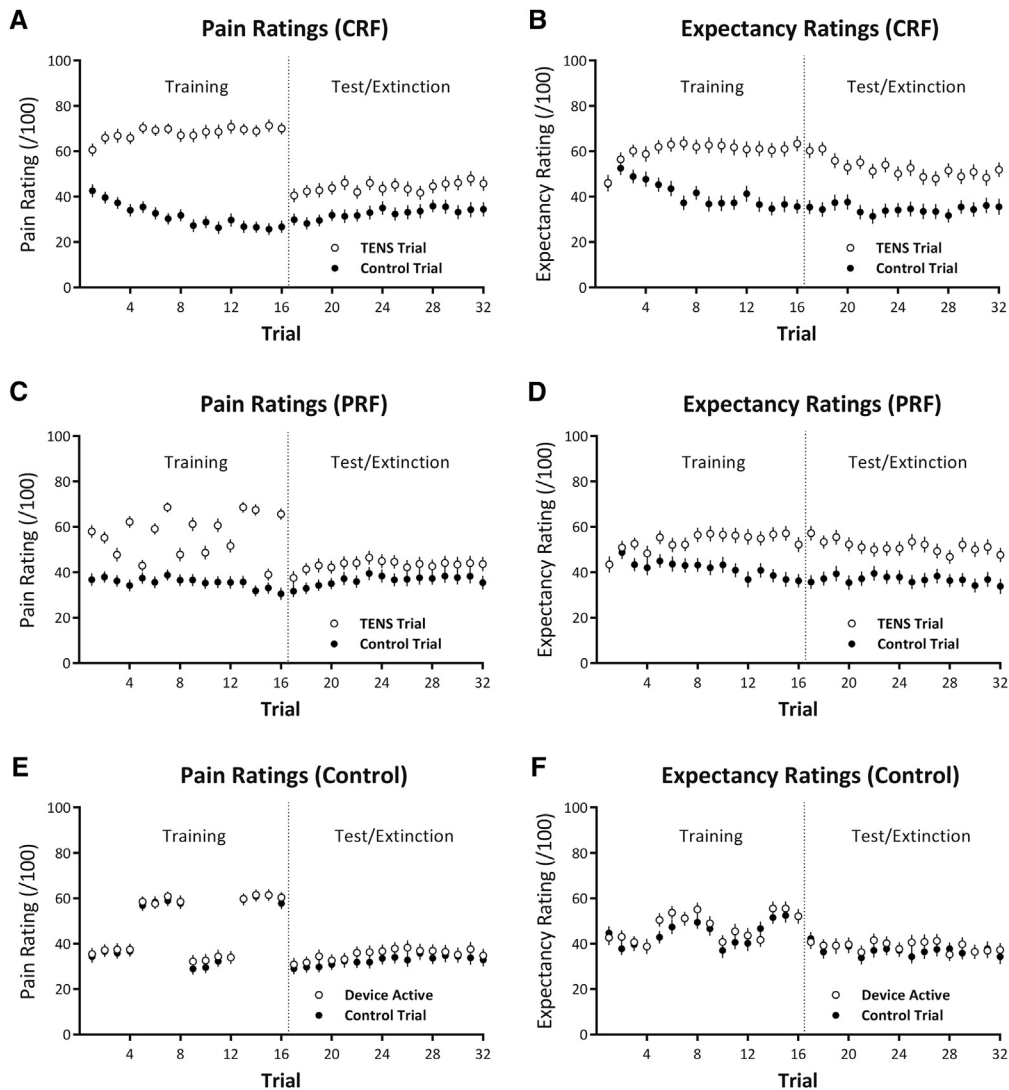 A
Pain Ratings (CRF)
Pain Rating (/100)
100
80
60
40
20
0
Training
Test/Extinction
TENS Trial
Control Trial
4 8 12 16 20 24 28 32
Trial
B
Expectancy Ratings (CRF)
Expectancy Rating (/100)
100
80
60
40
20
0
Training
Test/Extinction
TENS Trial
Control Trial
4 8 12 16 20 24 28 32
Trial
C
Pain Ratings (PRF)
Pain Rating (/100)
100
80
60
40
20
0
Training
Test/Extinction
TENS Trial
Control Trial
4 8 12 16 20 24 28 32
Trial
D
Expectancy Ratings (PRF)
Expectancy Rating (/100)
100
80
60
40
20
0
Training
Test/Extinction
TENS Trial
Control Trial
4 8 12 16 20 24 28 32
Trial
E
Pain Ratings (Control)
Pain Rating (/100)
100
80
60
40
20
0
Training
Test/Extinction
Device Active
Control Trial
4 8 12 16 20 24 28 32
Trial
F
Expectancy Ratings (Control)
Expectancy Rating (/100)
100
80
60
40
20
0
Training
Test/Extinction
Device Active
Control Trial
4 8 12 16 20 24 28 32
Trial